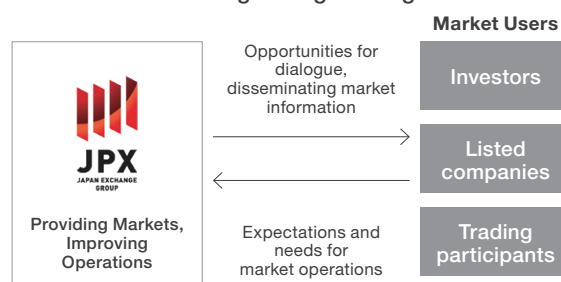 Market Users
Opportunities for
dialogue,
disseminating market
information
Investors
Listed
companies
Trading
participants
JPX
JAPAN EXCHANGE
GROUP
Providing Markets,
Improving
Operations
Expectations and
needs for
market operations